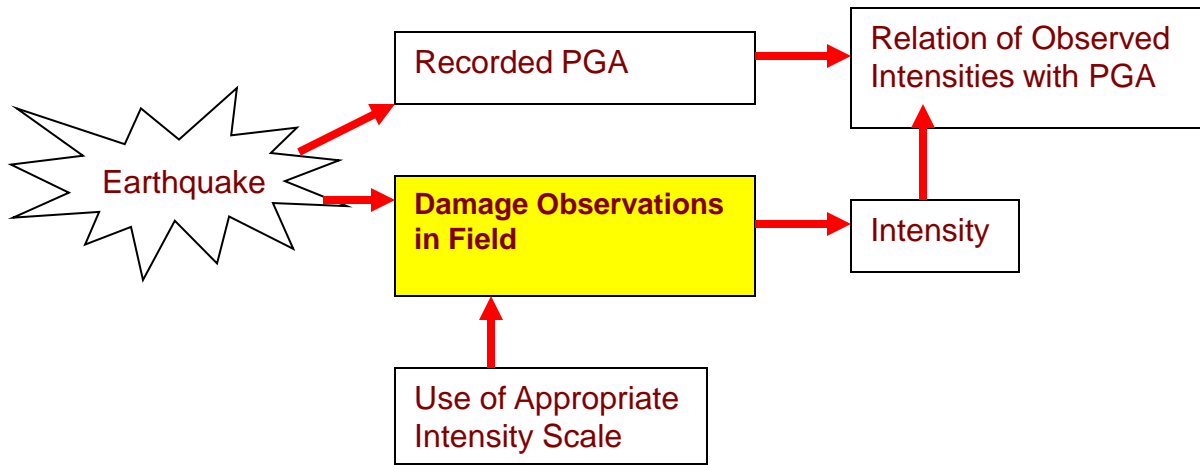 Recorded PGA
Relation of Observed
Intensities with PGA
Earthquake
Damage Observations
in Field
Intensity
Use of Appropriate
Intensity Scale